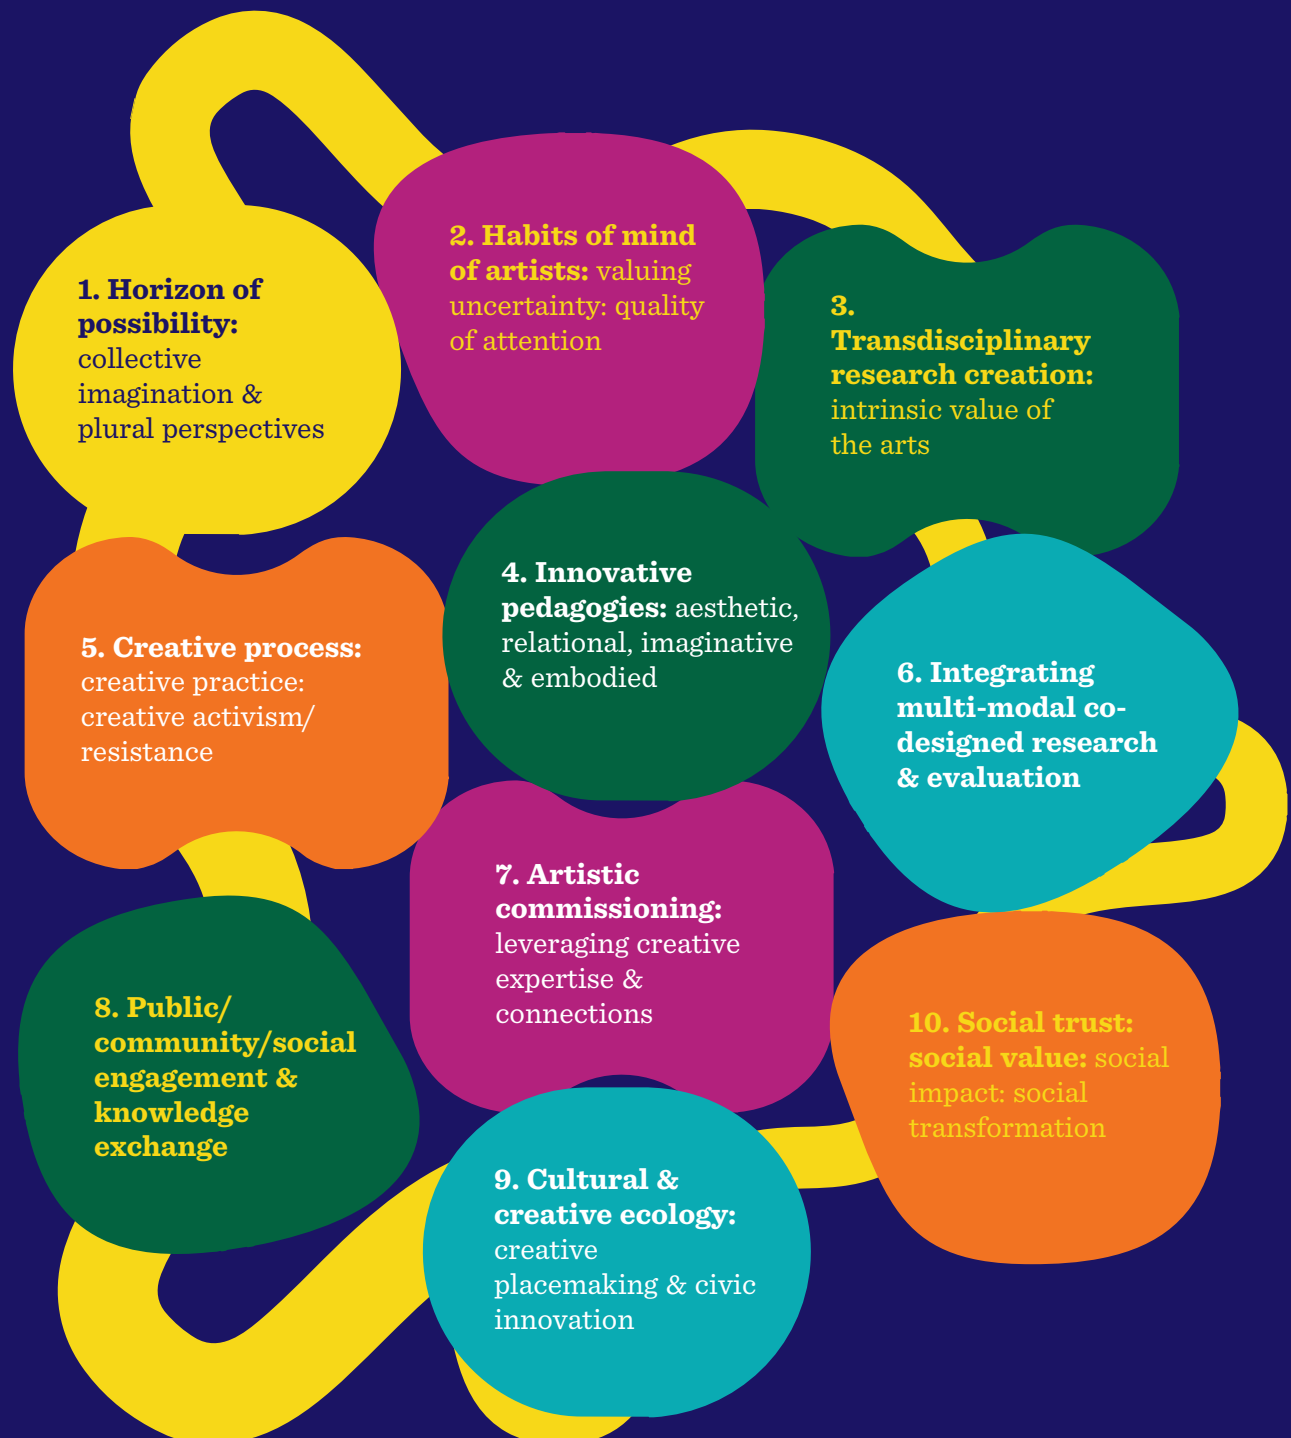 1. Horizon of
possibility:
collective
imagination &
plural perspectives
2. Habits of mind
of artists: valuing
uncertainty: quality
of attention
3.
Transdisciplinary
research creation:
intrinsic value of
the arts
4. Innovative
pedagogies: aesthetic,
relational, imaginative
& embodied
5. Creative process:
creative practice:
creative activism/
resistance
6. Integrating
multi-modal co-
designed research
& evaluation
7. Artistic
commissioning:
leveraging creative
expertise &
connections
8. Public/
community/social
engagement &
knowledge
exchange
9. Cultural &
creative ecology:
creative
placemaking & civic
innovation
10. Social trust:
social value: social
impact: social
transformation